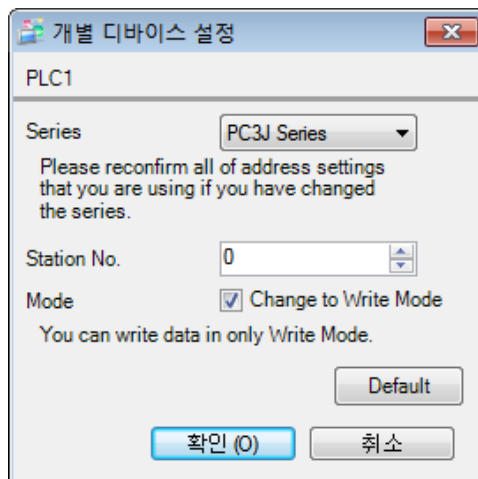 개별 디바이스 설정
PLC1
Series PC3J Series
Please reconfirm all of address settings
that you are using if you have changed
the series.
Station No. 0
Mode Change to Write Mode
You can write data in only Write Mode.
Default
확인 (O) 취소